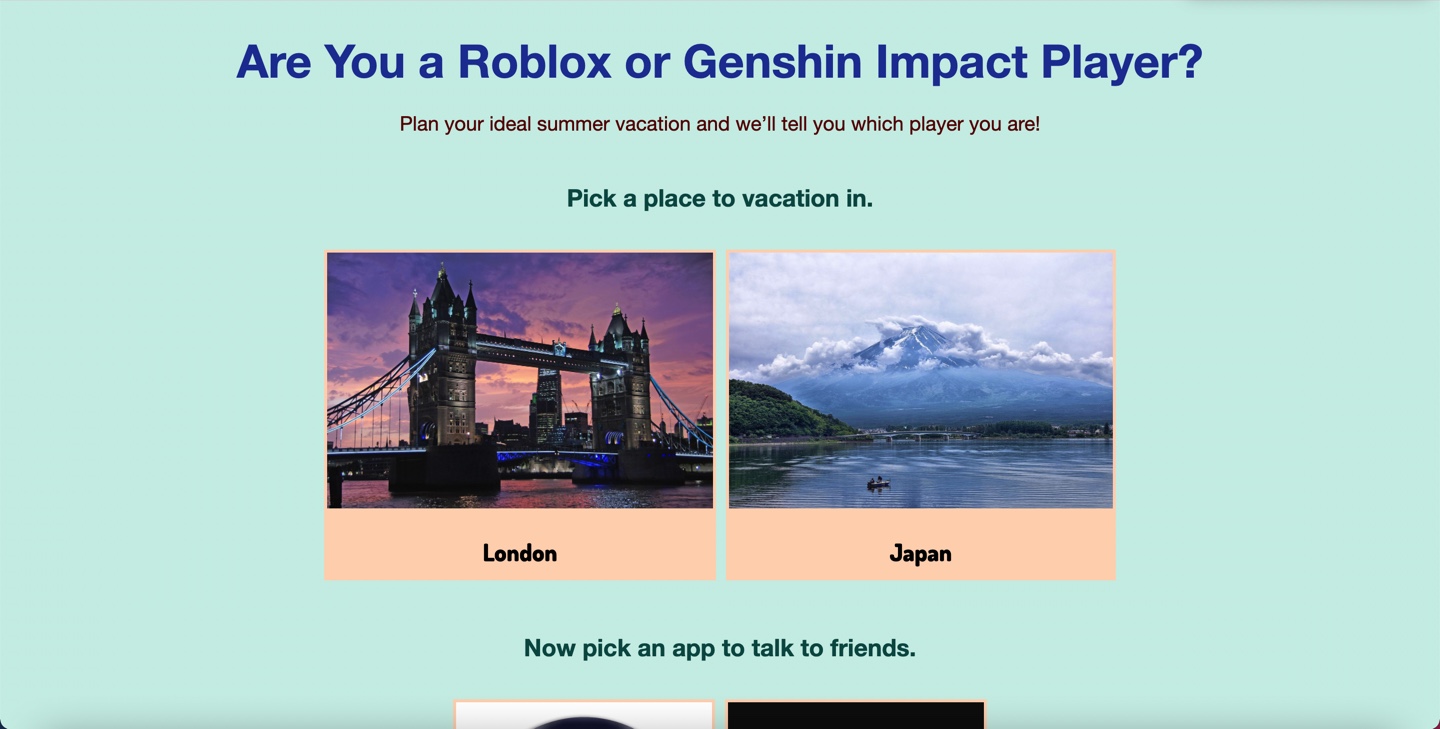 Are You a Roblox or Genshin Impact Player?
Plan your ideal summer vacation and we’ll tell you which player you are!
Pick a place to vacation in.
London
Japan
Now pick an app to talk to friends.